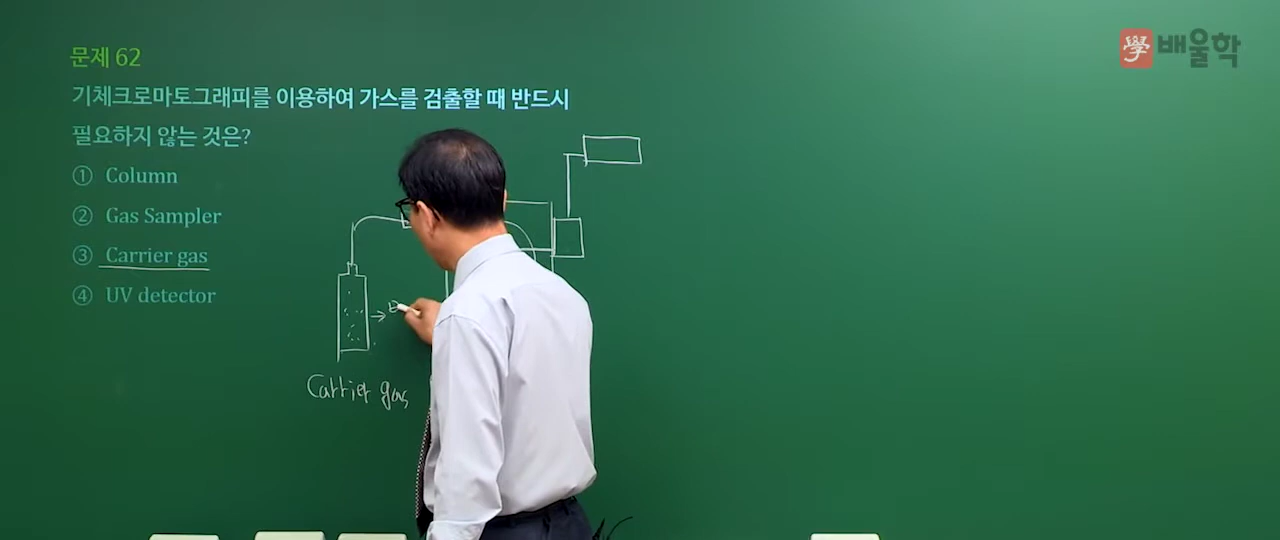 문제 62
學 배울학
기체크로마토그래피를 이용하여 가스를 검출할 때 반드시
필요하지 않는 것은?
① Column
② Gas Sampler
③ Carrier gas
④ UV detector
Carrier gas